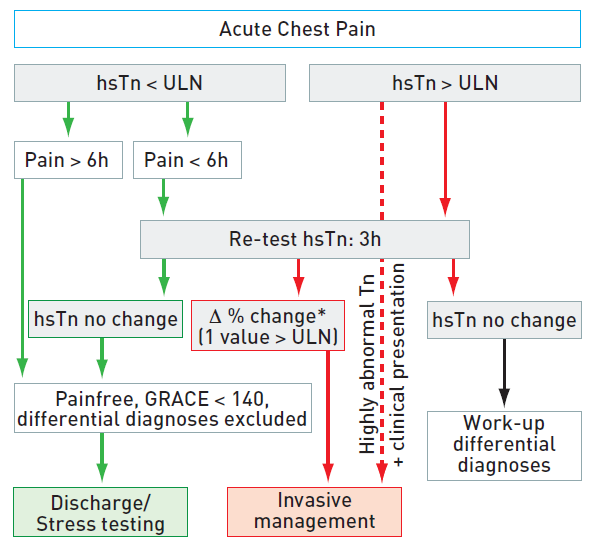 Acute Chest Pain
hsTn < ULN
hsTn > ULN
Pain > 6h
Pain < 6h
Re-test hsTn: 3h
hsTn no change
Δ % change*
(1 value > ULN)
Highly abnormal Tn
+ clinical presentation
hsTn no change
Painfree, GRACE < 140,
differential diagnoses excluded
Work-up
differential
diagnoses
Discharge/
Stress testing
Invasive
management